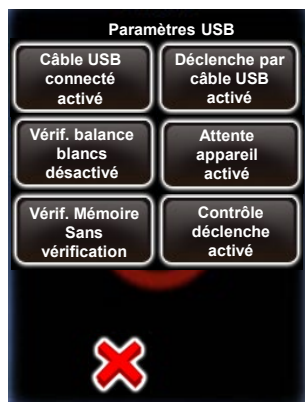 Paramètres USB
Câble USB
connecté
activé
Déclenche par
câble USB
activé
Vérif. balance
blancs
désactivé
Attente
appareil
activé
Vérif. Mémoire
Sans
vérification
Contrôle
déclenche
activé